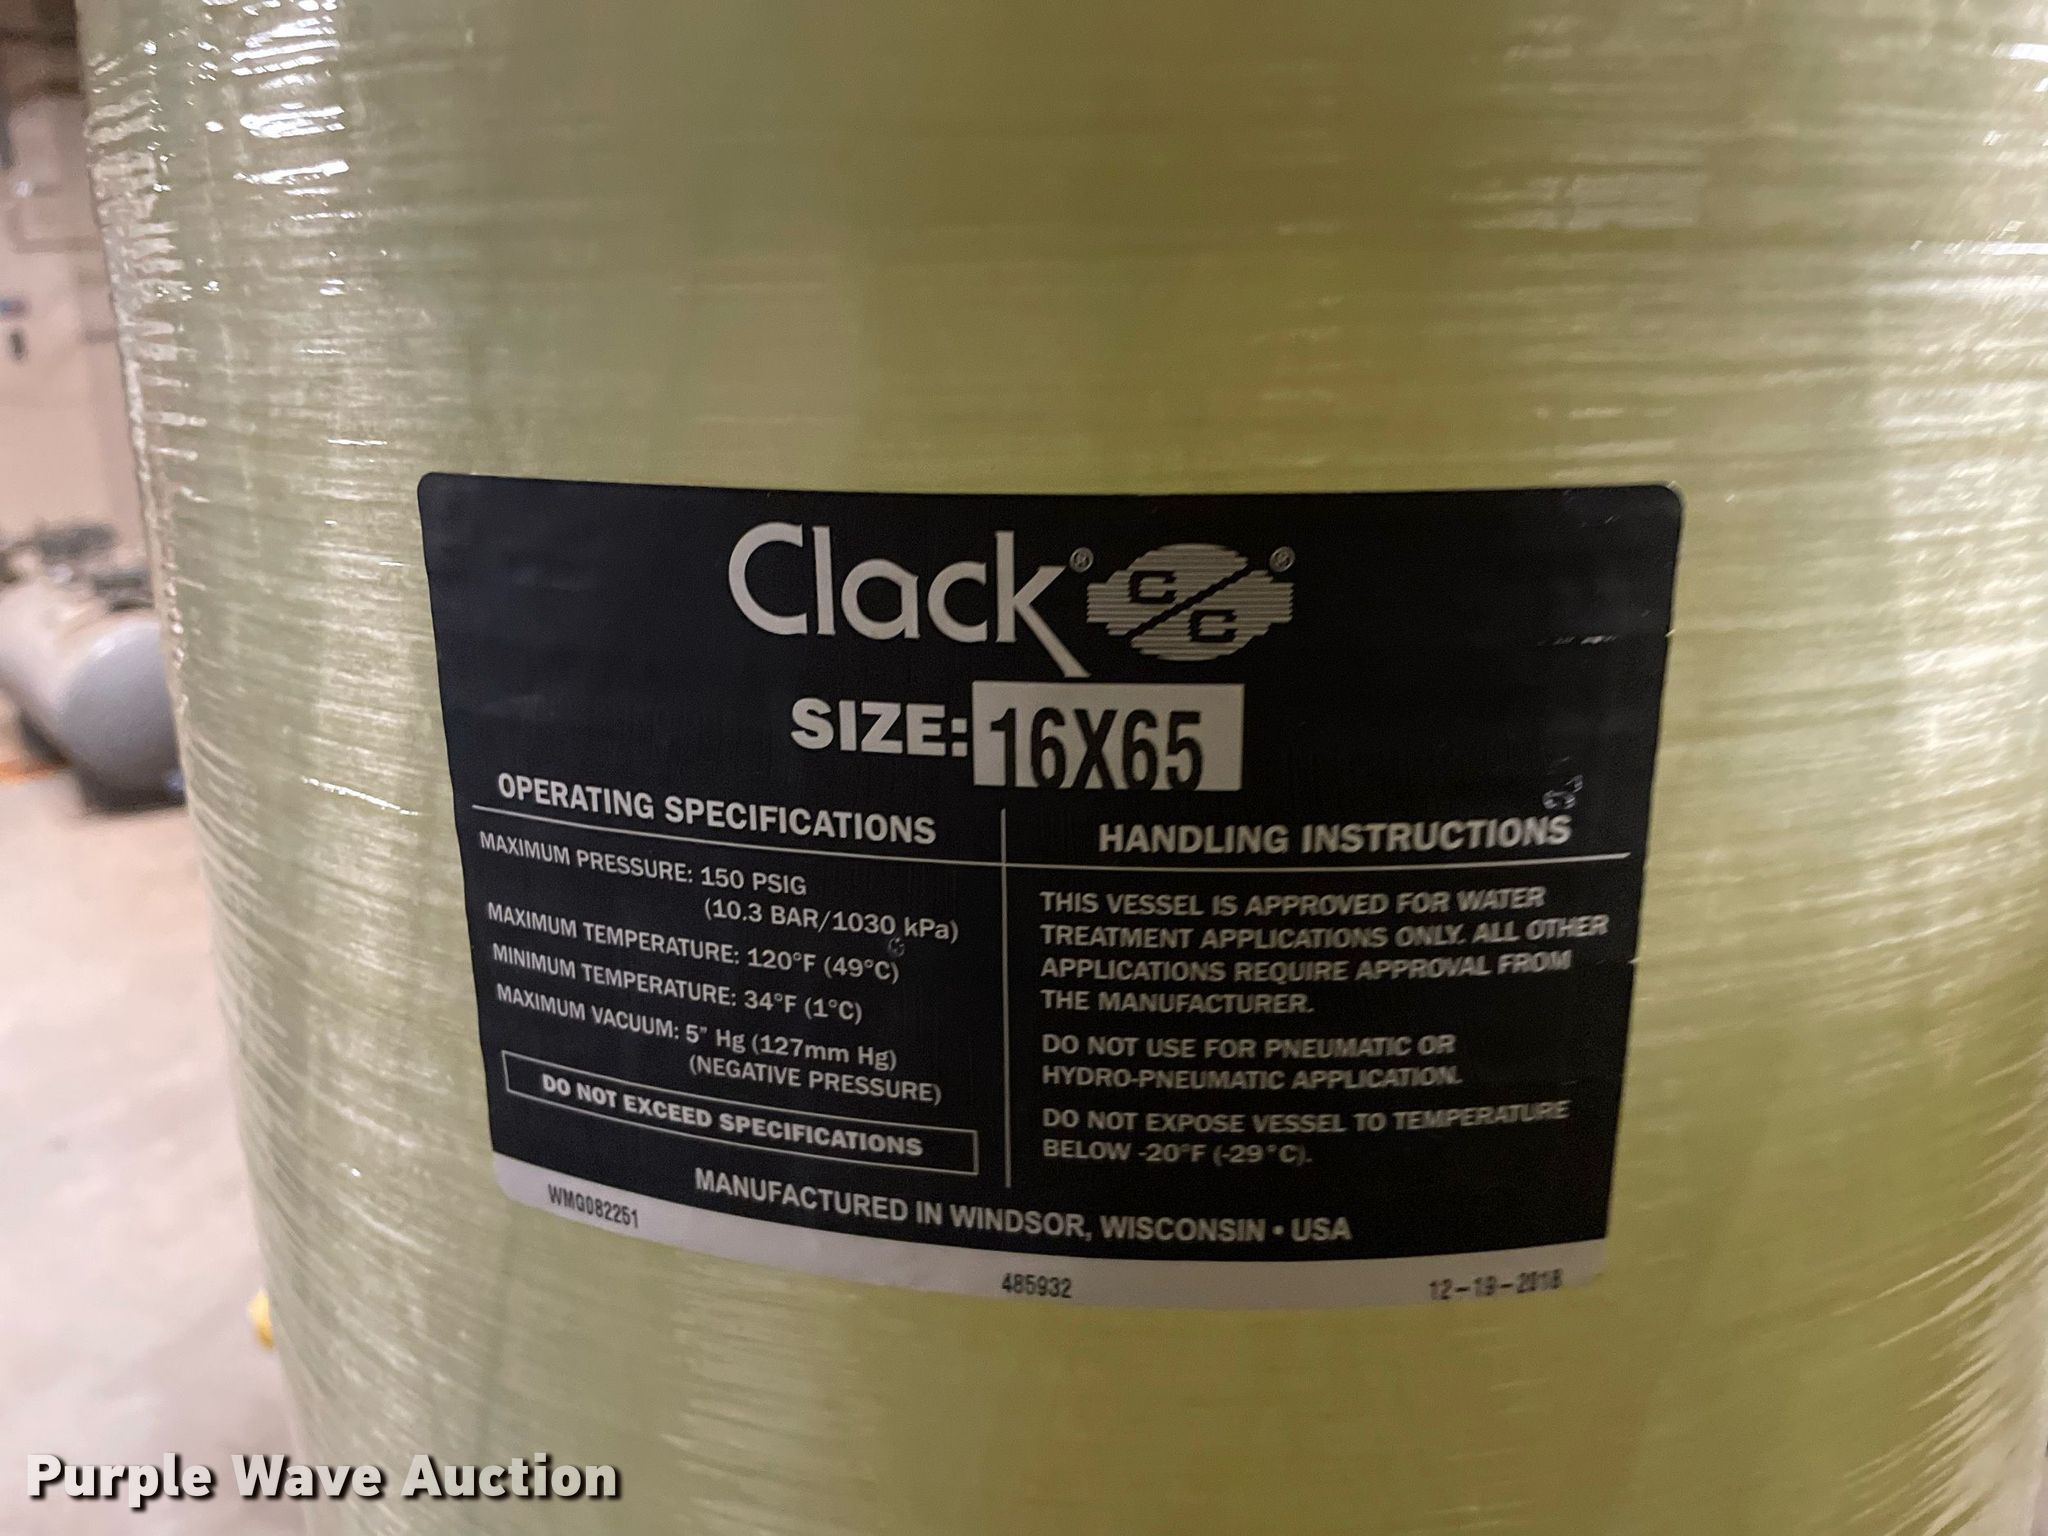 Clack® C/C ®
SIZE: 16X65
OPERATING SPECIFICATIONS
MAXIMUM PRESSURE: 150 PSIG
(10.3 BAR/1030 kPa)
MAXIMUM TEMPERATURE: 120°F (49°C)
MINIMUM TEMPERATURE: 34°F (1°C)
MAXIMUM VACUUM: 5" Hg (127mm Hg)
(NEGATIVE PRESSURE)
DO NOT EXCEED SPECIFICATIONS
HANDLING INSTRUCTIONS
THIS VESSEL IS APPROVED FOR WATER
TREATMENT APPLICATIONS ONLY. ALL OTHER
APPLICATIONS REQUIRE APPROVAL FROM
THE MANUFACTURER.
DO NOT USE FOR PNEUMATIC OR
HYDRO-PNEUMATIC APPLICATION.
DO NOT EXPOSE VESSEL TO TEMPERATURE
BELOW -20°F (-29°C).
MANUFACTURED IN WINDSOR, WISCONSIN • USA
WMG082251
485932
12-19-2018
Purple Wave Auction